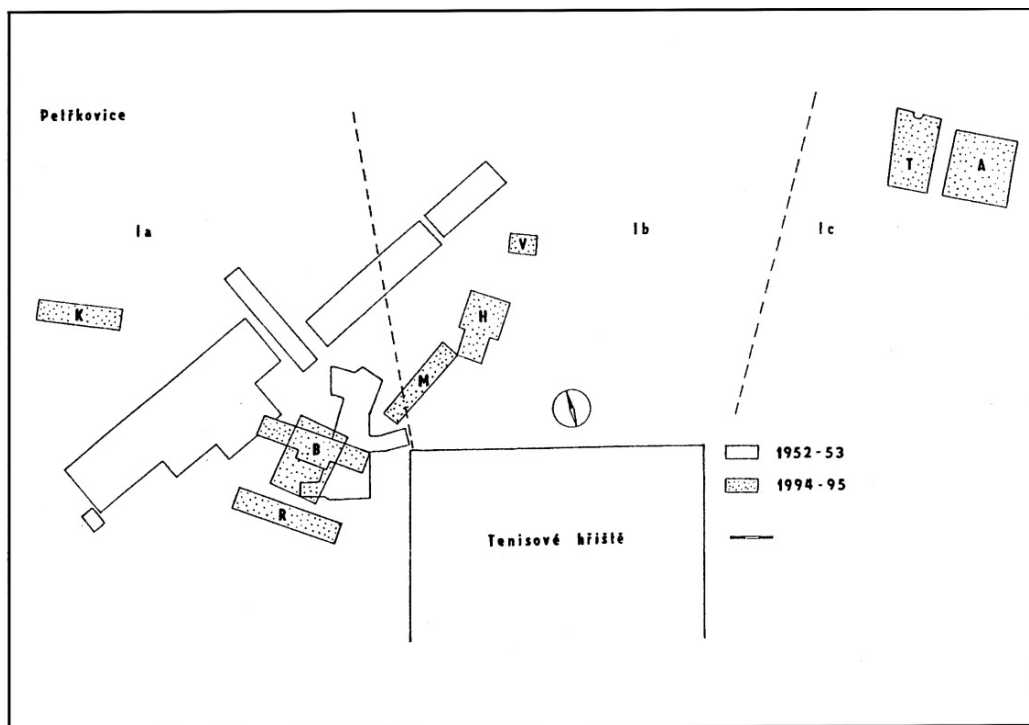 Petřkovice
Ia
Ib
Ic
T
A
V
K
H
M
B
R
1952-53
1994-95
Tenisové hřiště